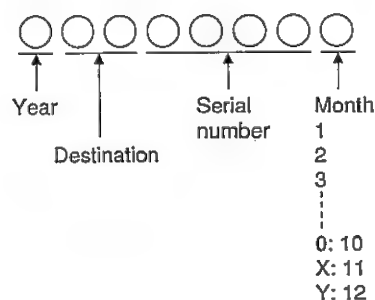 Year
Destination
Serial
number
Month
1
2
3
0: 10
X: 11
Y: 12